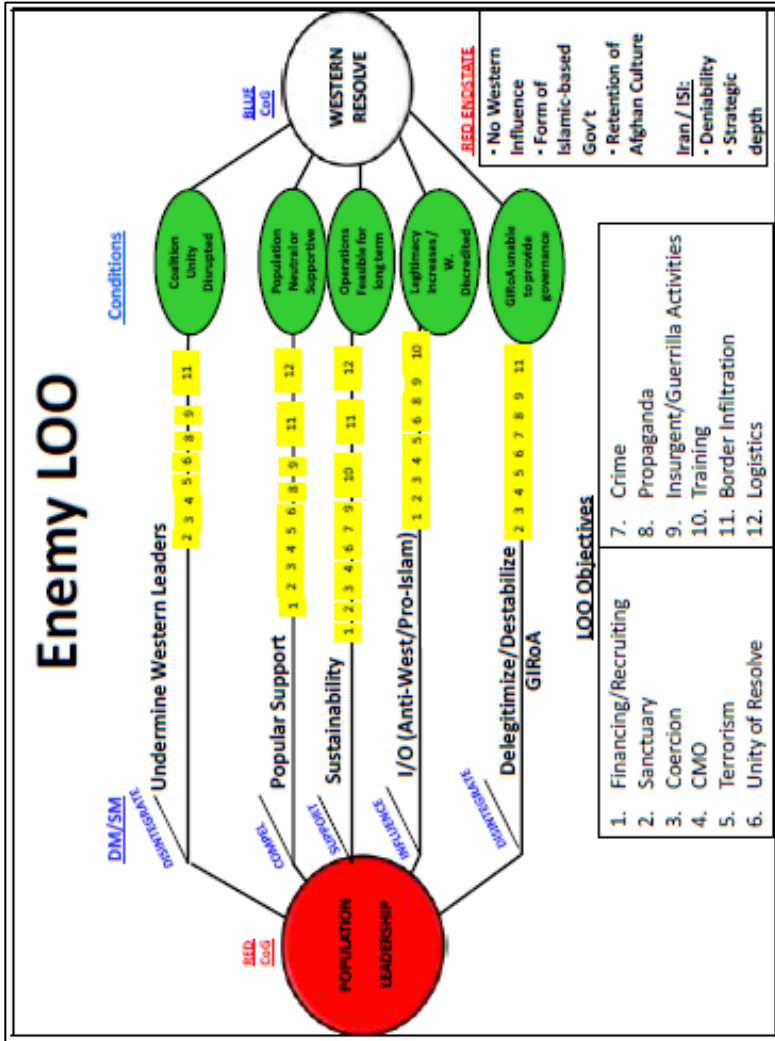 Enemy LOO
DM/SM
Conditions
RED
CoG
BLUE
CoG
POPULATION
LEADERSHIP
WESTERN
RESOLVE
DISINTEGRATE
Undermine Western Leaders
2 3 4 5 6 8 9 11
Coalition
Unity
Disrupted
COMPEL
Popular Support
1 2 3 4 5 6 8 9 11 12
Population
Neutral or
Supportive
SUPPORT
Sustainability
1. 2. 3 4. 6 7 9 10 11 12
Operations
Feasible for
long term
INFLUENCE
I/O (Anti-West/Pro-Islam)
1 2 3 4 5. 6 8 9 10
Legitimacy
Increases /
W.
Discredited
DISINTEGRATE
Delegitimize/Destabilize
GIRoA
2 3 4 5 6 7 8 9 11
GIRoA unable
to provide
governance
RED ENDSTATE
• No Western
Influence
• Form of
Islamic-based
Gov't
• Retention of
Afghan Culture
Iran / ISI:
• Deniability
• Strategic
depth
LOO Objectives
1. Financing/Recruiting
2. Sanctuary
3. Coercion
4. CMO
5. Terrorism
6. Unity of Resolve
7. Crime
8. Propaganda
9. Insurgent/Guerrilla Activities
10. Training
11. Border Infiltration
12. Logistics